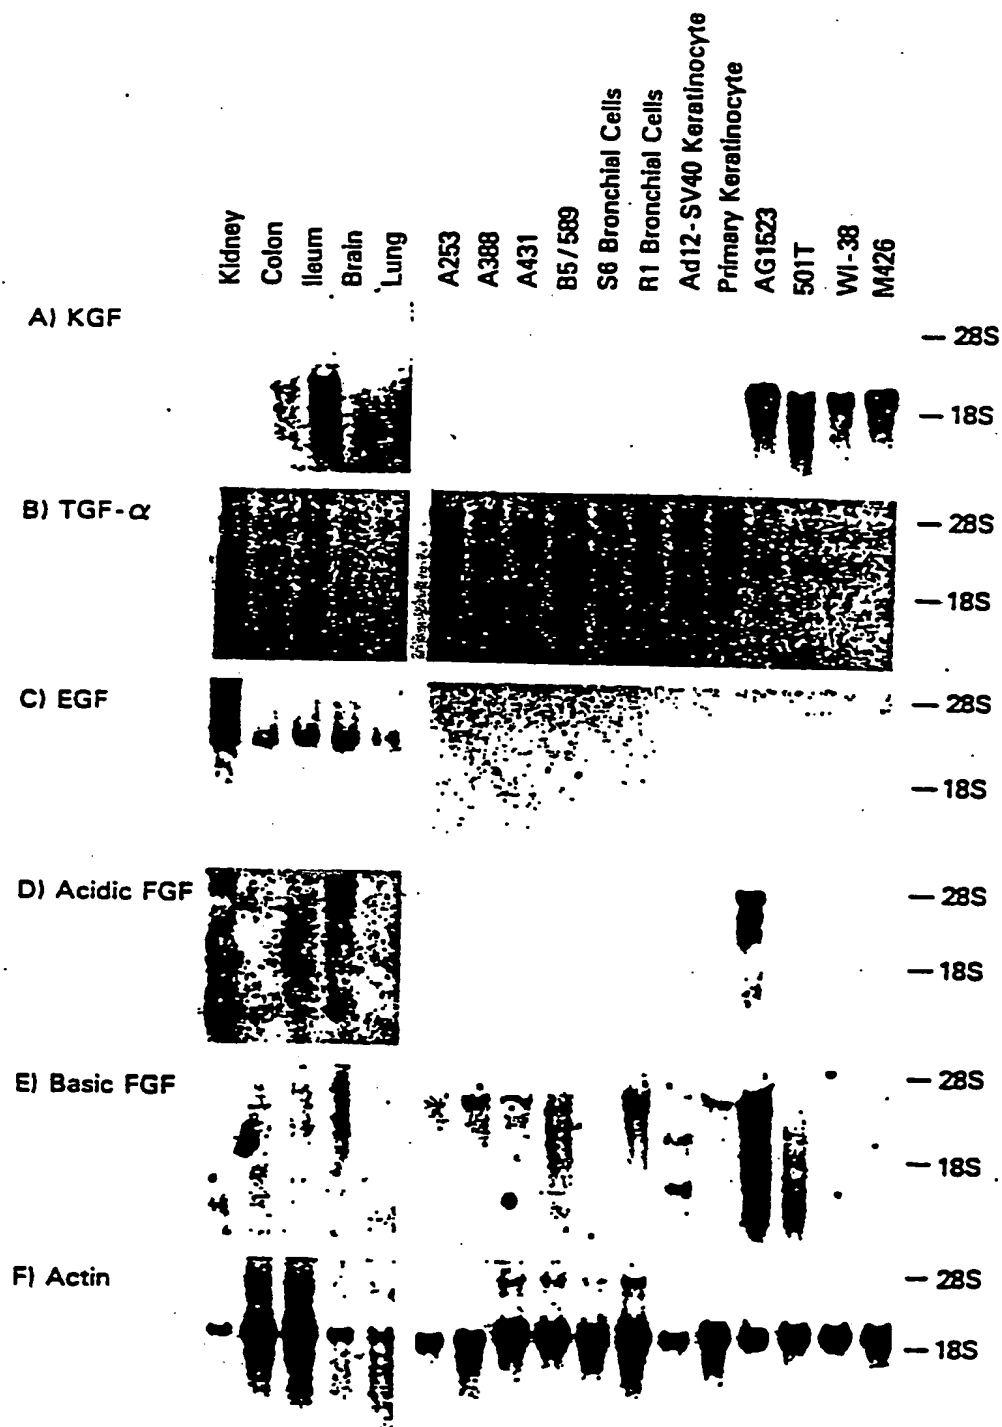 Kidney
Colon
Ileum
Brain
Lung
A253
A388
A431
B5/589
S6 Bronchial Cells
R1 Bronchial Cells
Ad12-SV40 Keratinocyte
Primary Keratinocyte
AG1523
501T
WI-38
M426
A) KGF
— 28S
— 18S
B) TGF-α
— 28S
— 18S
C) EGF
— 28S
— 18S
D) Acidic FGF
— 28S
— 18S
E) Basic FGF
— 28S
— 18S
F) Actin
— 28S
— 18S